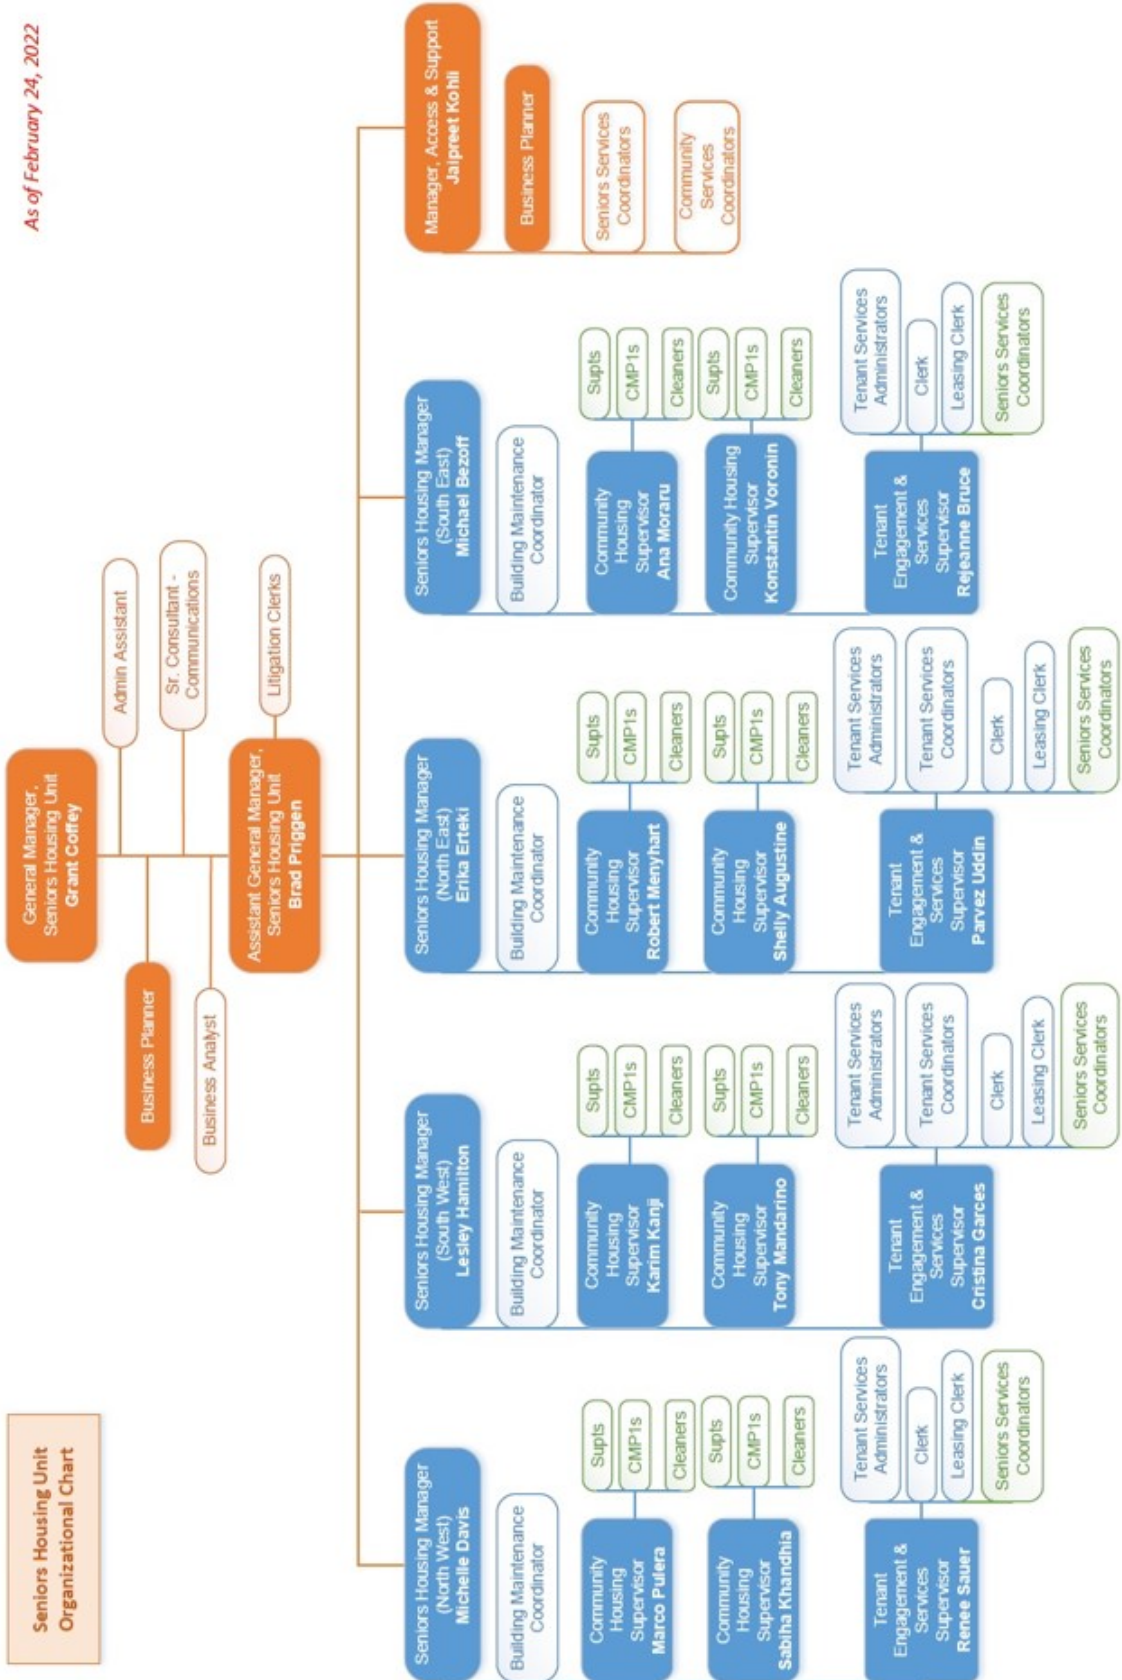 Seniors Housing Unit
Organizational Chart
As of February 24, 2022
General Manager,
Seniors Housing Unit
Grant Coffey
Admin Assistant
Business Planner
Sr. Consultant -
Communications
Business Analyst
Assistant General Manager,
Seniors Housing Unit
Brad Priggen
Litigation Clerks
Seniors Housing Manager
(North West)
Michelle Davis
Building Maintenance
Coordinator
Community
Housing
Supervisor
Marco Pulera
Supts
CMP1s
Cleaners
Community
Housing
Supervisor
Sabiha Khandhia
Supts
CMP1s
Cleaners
Tenant
Engagement &
Services
Supervisor
Renee Sauer
Tenant Services
Administrators
Clerk
Leasing Clerk
Seniors Services
Coordinators
Seniors Housing Manager
(South West)
Lesley Hamilton
Building Maintenance
Coordinator
Community
Housing
Supervisor
Karim Kanji
Supts
CMP1s
Cleaners
Community
Housing
Supervisor
Tony Mandarino
Supts
CMP1s
Cleaners
Tenant
Engagement &
Services
Supervisor
Cristina Garces
Tenant Services
Administrators
Tenant Services
Coordinators
Clerk
Leasing Clerk
Seniors Services
Coordinators
Seniors Housing Manager
(North East)
Erika Erteki
Building Maintenance
Coordinator
Community
Housing
Supervisor
Robert Menyhart
Supts
CMP1s
Cleaners
Community
Housing
Supervisor
Shelly Augustine
Supts
CMP1s
Cleaners
Tenant
Engagement &
Services
Supervisor
Parvez Uddin
Tenant Services
Administrators
Tenant Services
Coordinators
Clerk
Leasing Clerk
Seniors Services
Coordinators
Seniors Housing Manager
(South East)
Michael Bezoff
Building Maintenance
Coordinator
Community
Housing
Supervisor
Ana Moraru
Supts
CMP1s
Cleaners
Community Housing
Supervisor
Konstantin Voronin
Supts
CMP1s
Cleaners
Tenant
Engagement &
Services
Supervisor
Rejeanne Bruce
Tenant Services
Administrators
Clerk
Leasing Clerk
Seniors Services
Coordinators
Manager, Access & Support
Jaipreet Kohli
Business Planner
Seniors Services
Coordinators
Community
Services
Coordinators